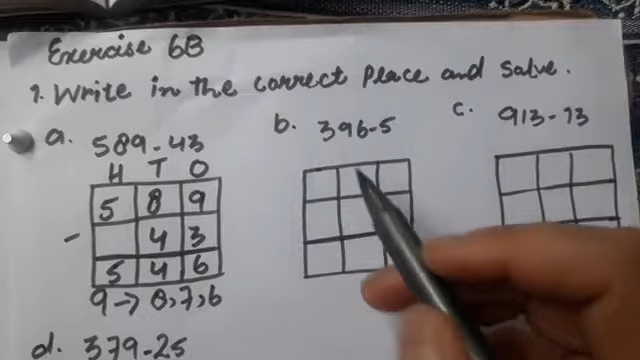 Exercise 6B
1. Write in the correct place and solve.
a. 589-43
H T O
5 8 9
- 4 3
5 4 6
9 → 8,7,6
b. 396-5
c. 913-13
d. 379-25